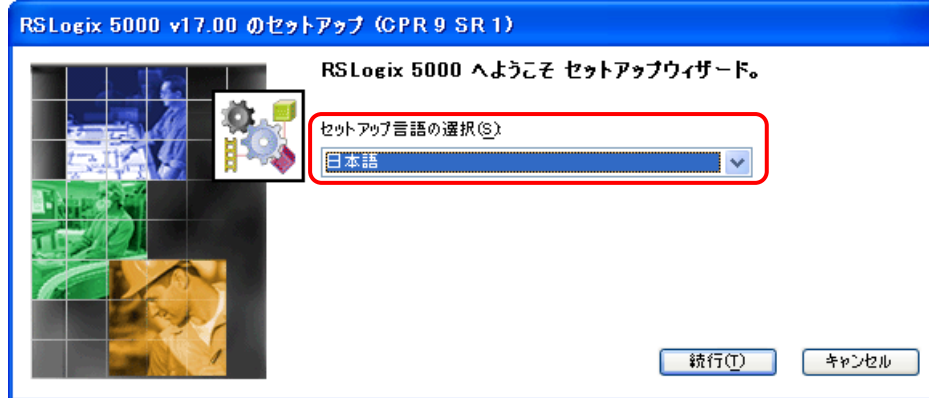 RSLogix 5000 v17.00 のセットアップ (CPR 9 SR 1)
RSLogix 5000 へようこそ セットアップウィザード。
セットアップ言語の選択(S)
日本語
続行(T)
キャンセル